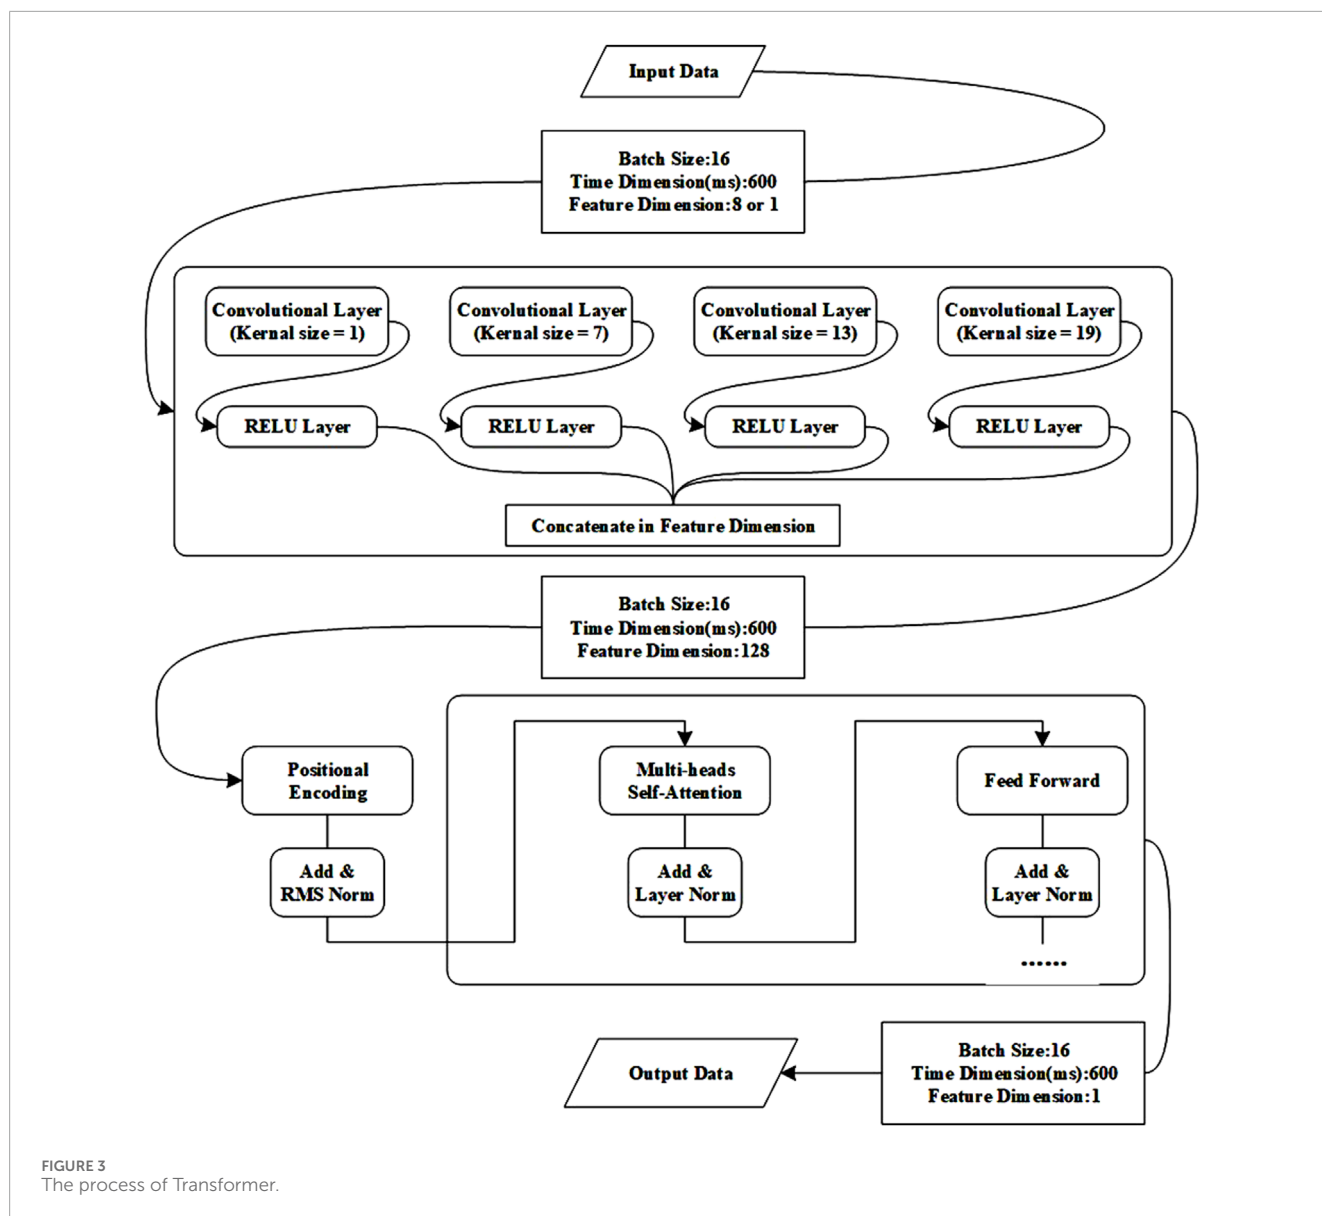 Input Data
Batch Size:16
Time Dimension(ms):600
Feature Dimension:8 or 1
Convolutional Layer
(Kernal size = 1)
Convolutional Layer
(Kernal size = 7)
Convolutional Layer
(Kernal size = 13)
Convolutional Layer
(Kernal size = 19)
RELU Layer
RELU Layer
RELU Layer
RELU Layer
Concatenate in Feature Dimension
Batch Size:16
Time Dimension(ms):600
Feature Dimension:128
Positional
Encoding
Multi-heads
Self-Attention
Feed Forward
Add &
RMS Norm
Add &
Layer Norm
Add &
Layer Norm
......
Batch Size:16
Time Dimension(ms):600
Feature Dimension:1
Output Data
FIGURE 3
The process of Transformer.